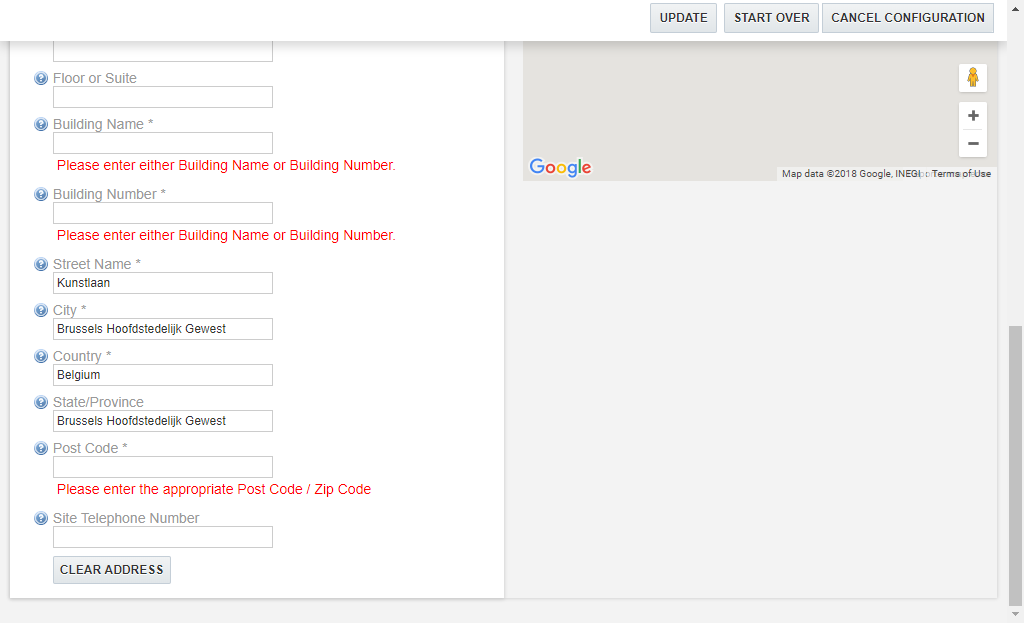 UPDATE START OVER CANCEL CONFIGURATION
Floor or Suite
Building Name *
Please enter either Building Name or Building Number.
Building Number *
Please enter either Building Name or Building Number.
Street Name *
Kunstlaan
City *
Brussels Hoofdstedelijk Gewest
Country *
Belgium
State/Province
Brussels Hoofdstedelijk Gewest
Post Code *
Please enter the appropriate Post Code / Zip Code
Site Telephone Number
CLEAR ADDRESS
Google
Map data ©2018 Google, INEGI Terms of Use